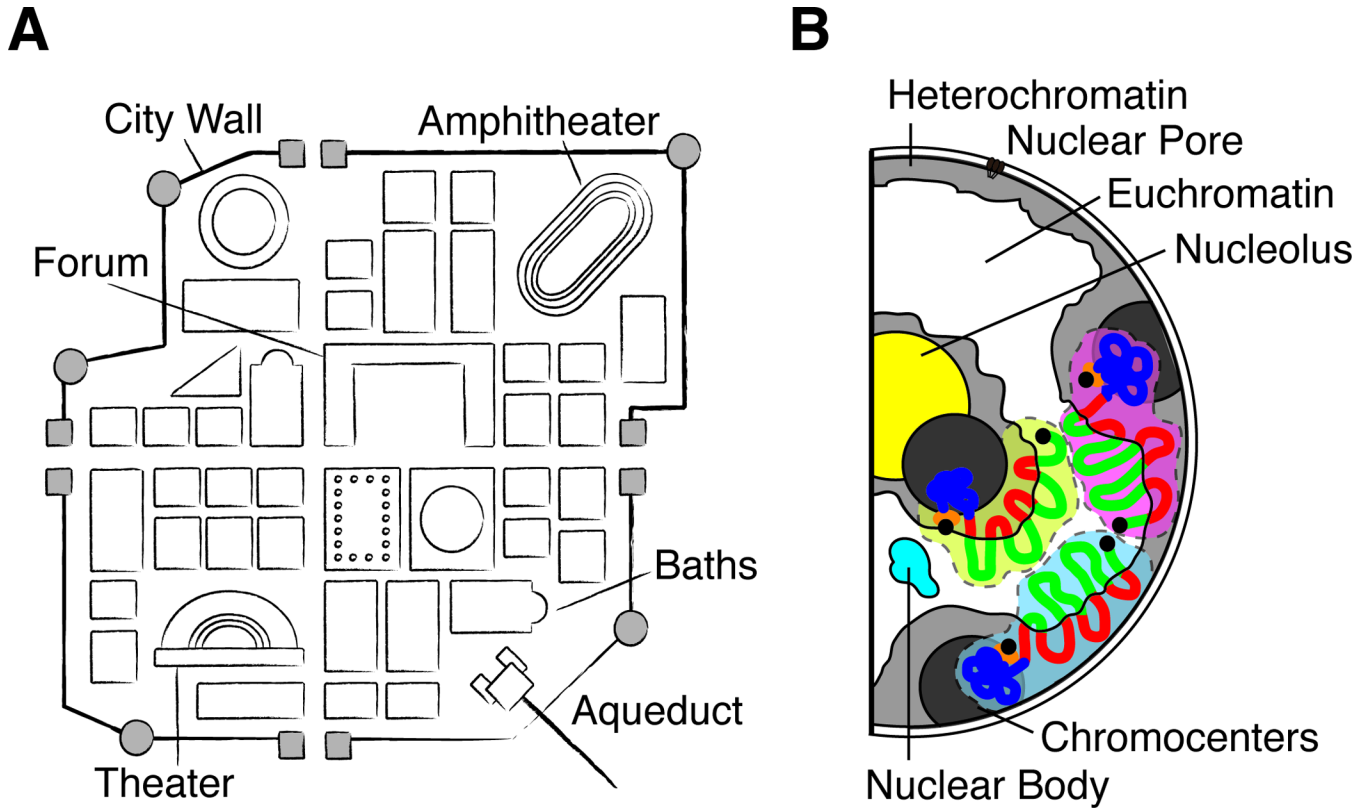 A
City Wall
Amphitheater
Forum
Baths
Aqueduct
Theater
B
Heterochromatin
Nuclear Pore
Euchromatin
Nucleolus
Chromocenters
Nuclear Body